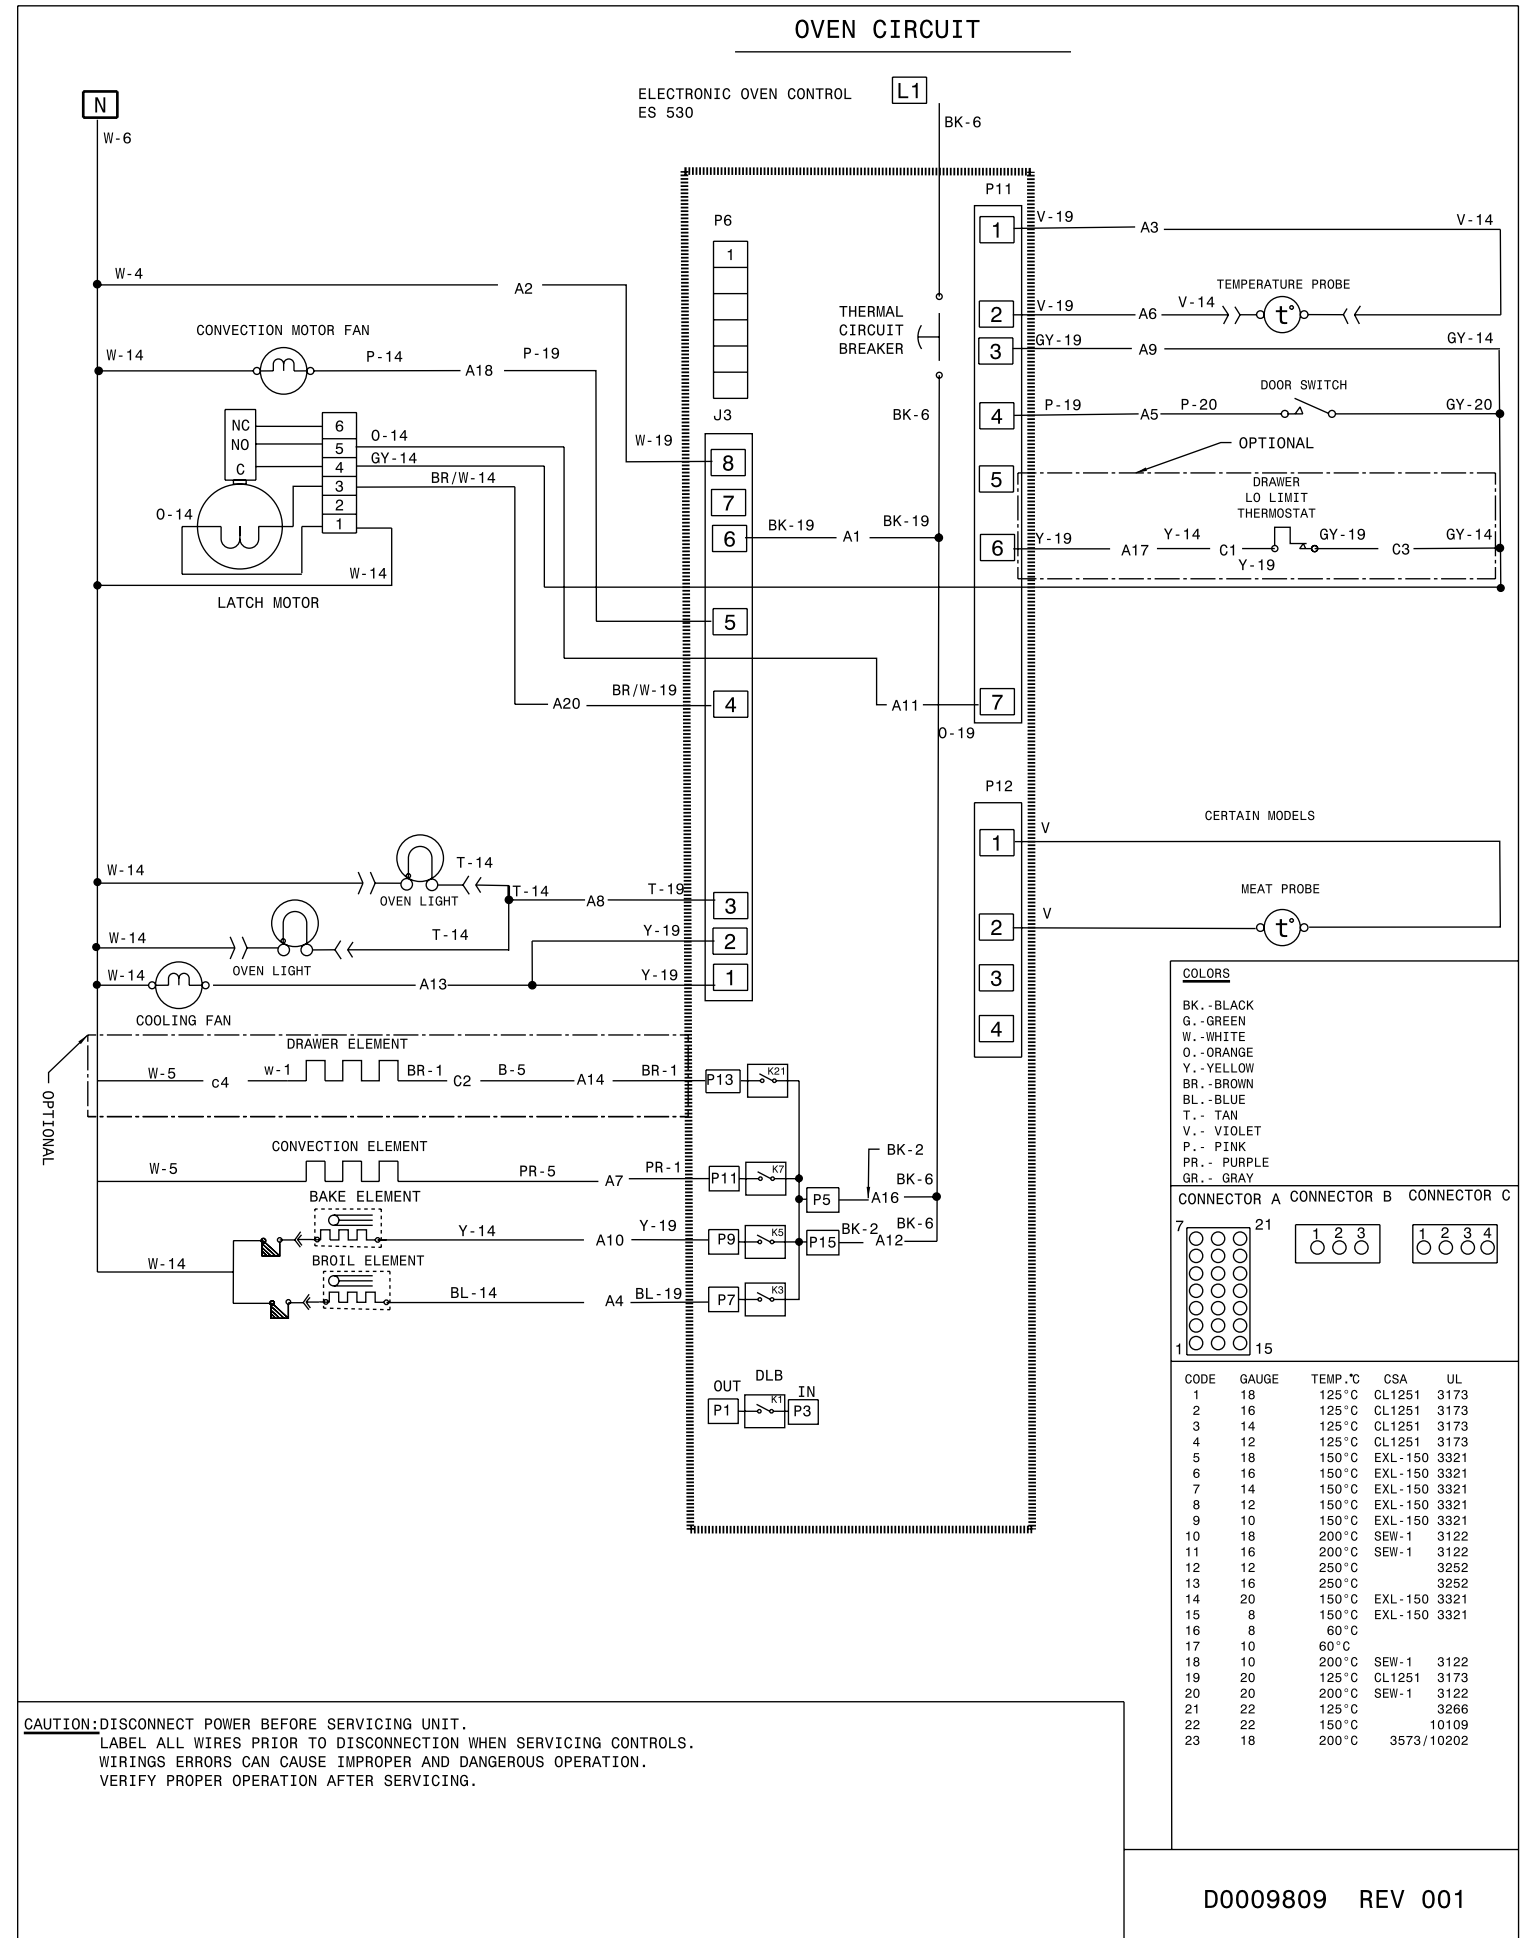 OVEN CIRCUIT
N
W-6
ELECTRONIC OVEN CONTROL
ES 530
L1
BK-6
P11
P6
1
1
V-19
A3
V-14
W-4
A2
TEMPERATURE PROBE
THERMAL
CIRCUIT
BREAKER
2
V-19
A6
V-14
t°
CONVECTION MOTOR FAN
3
GY-19
A9
GY-14
W-14
P-14
A18
P-19
DOOR SWITCH
J3
BK-6
4
P-19
A5
P-20
GY-20
NC
NO
C
6
5
4
3
2
1
O-14
GY-14
BR/W-14
O-14
W-14
LATCH MOTOR
W-19
8
7
6
BK-19
A1
BK-19
OPTIONAL
5
DRAWER
LO LIMIT
THERMOSTAT
6
Y-19
A17
Y-14
C1
Y-19
GY-19
C3
GY-14
5
BR/W-19
A20
4
A11
7
O-19
P12
CERTAIN MODELS
1
V
MEAT PROBE
2
V
t°
3
4
W-14
T-14
OVEN LIGHT
T-14
A8
T-19
3
W-14
T-14
OVEN LIGHT
Y-19
2
W-14
A13
Y-19
1
COOLING FAN
DRAWER ELEMENT
W-5
c4
w-1
BR-1
C2
B-5
A14
BR-1
P13
K21
OPTIONAL
CONVECTION ELEMENT
W-5
PR-5
A7
PR-1
P11
K7
BK-2
P5
A16
BK-6
BAKE ELEMENT
Y-14
A10
Y-19
P9
K5
P15
BK-2
A12
BK-6
W-14
BROIL ELEMENT
BL-14
A4
BL-19
P7
K3
DLB
OUT
IN
P1
K1
P3
COLORS
BK.-BLACK
G.-GREEN
W.-WHITE
O.-ORANGE
Y.-YELLOW
BR.-BROWN
BL.-BLUE
T.- TAN
V.- VIOLET
P.- PINK
PR.- PURPLE
GR.- GRAY
CONNECTOR A CONNECTOR B CONNECTOR C
7 21
1 2 3
1 2 3 4
1 15
CODE GAUGE TEMP.°C CSA UL
1 18 125°C CL1251 3173
2 16 125°C CL1251 3173
3 14 125°C CL1251 3173
4 12 125°C CL1251 3173
5 18 150°C EXL-150 3321
6 16 150°C EXL-150 3321
7 14 150°C EXL-150 3321
8 12 150°C EXL-150 3321
9 10 150°C EXL-150 3321
10 18 200°C SEW-1 3122
11 16 200°C SEW-1 3122
12 12 250°C 3252
13 16 250°C 3252
14 20 150°C EXL-150 3321
15 8 150°C EXL-150 3321
16 8 60°C
17 10 60°C
18 10 200°C SEW-1 3122
19 20 125°C CL1251 3173
20 20 200°C SEW-1 3122
21 22 125°C 3266
22 22 150°C 10109
23 18 200°C 3573/10202
CAUTION:DISCONNECT POWER BEFORE SERVICING UNIT.
LABEL ALL WIRES PRIOR TO DISCONNECTION WHEN SERVICING CONTROLS.
WIRINGS ERRORS CAN CAUSE IMPROPER AND DANGEROUS OPERATION.
VERIFY PROPER OPERATION AFTER SERVICING.
D0009809 REV 001